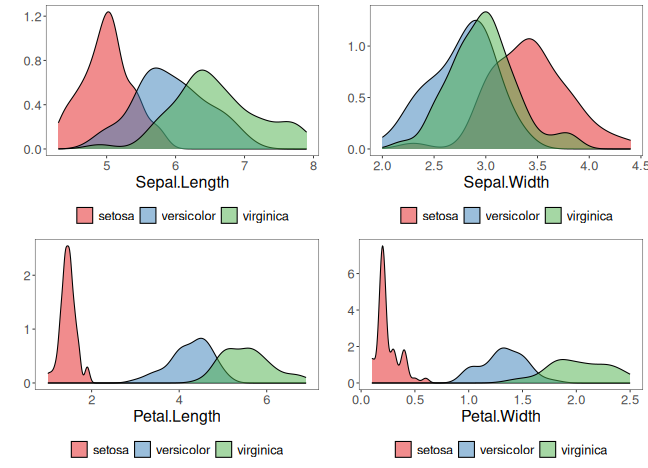 1.2
0.8
0.4
0.0
5 6 7 8
Sepal.Length
setosa versicolor virginica
1.0
0.5
0.0
2.0 2.5 3.0 3.5 4.0 4.5
Sepal.Width
setosa versicolor virginica
2
1
0
2 4 6
Petal.Length
setosa versicolor virginica
6
4
2
0
0.0 0.5 1.0 1.5 2.0 2.5
Petal.Width
setosa versicolor virginica